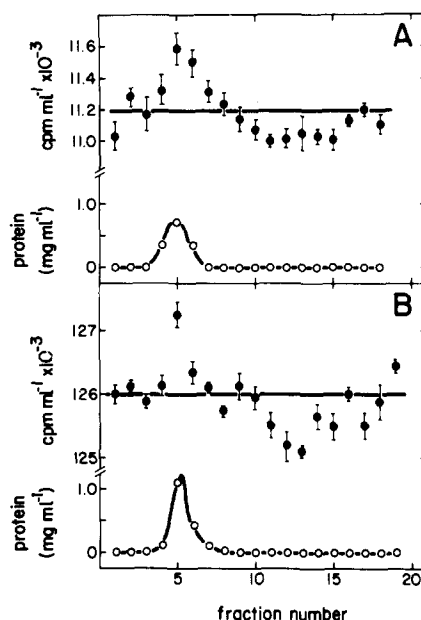 A
11.6
11.4
11.2
11.0
cpm ml⁻¹ x10⁻³
1.0
0
protein
(mg ml⁻¹)
B
127
126
125
cpm ml⁻¹ x10⁻³
1.0
0
protein
(mg ml⁻¹)
5 10 15 20
fraction number